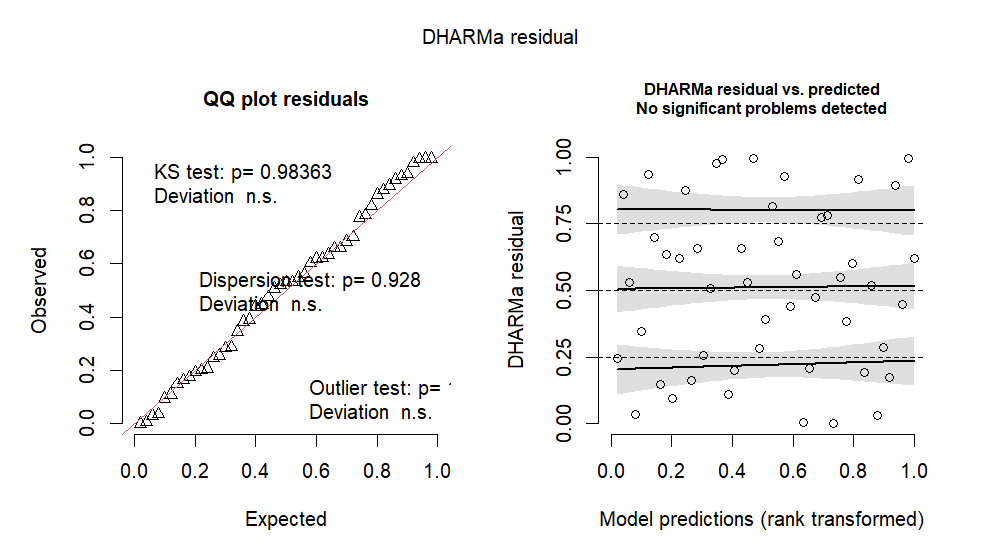 DHARMa residual
QQ plot residuals
KS test: p= 0.98363
Deviation n.s.
Dispersion test: p= 0.928
Deviation n.s.
Outlier test: p=
Deviation n.s.
Observed
0.0 0.2 0.4 0.6 0.8 1.0
0.0 0.2 0.4 0.6 0.8 1.0
Expected
DHARMa residual vs. predicted
No significant problems detected
DHARMa residual
0.00 0.25 0.50 0.75 1.00
0.0 0.2 0.4 0.6 0.8 1.0
Model predictions (rank transformed)